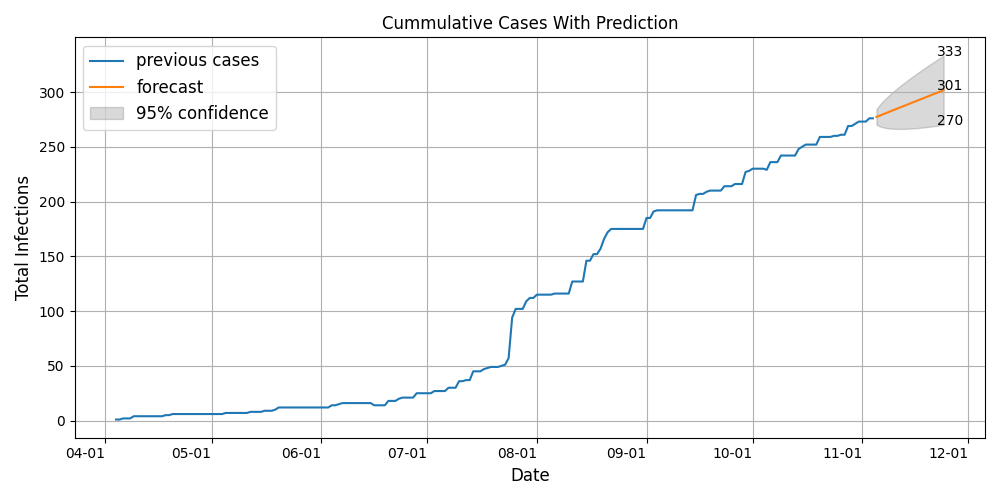 Cummulative Cases With Prediction
previous cases
forecast
95% confidence
333
301
270
Total Infections
300
250
200
150
100
50
0
04-01 05-01 06-01 07-01 08-01 09-01 10-01 11-01 12-01
Date